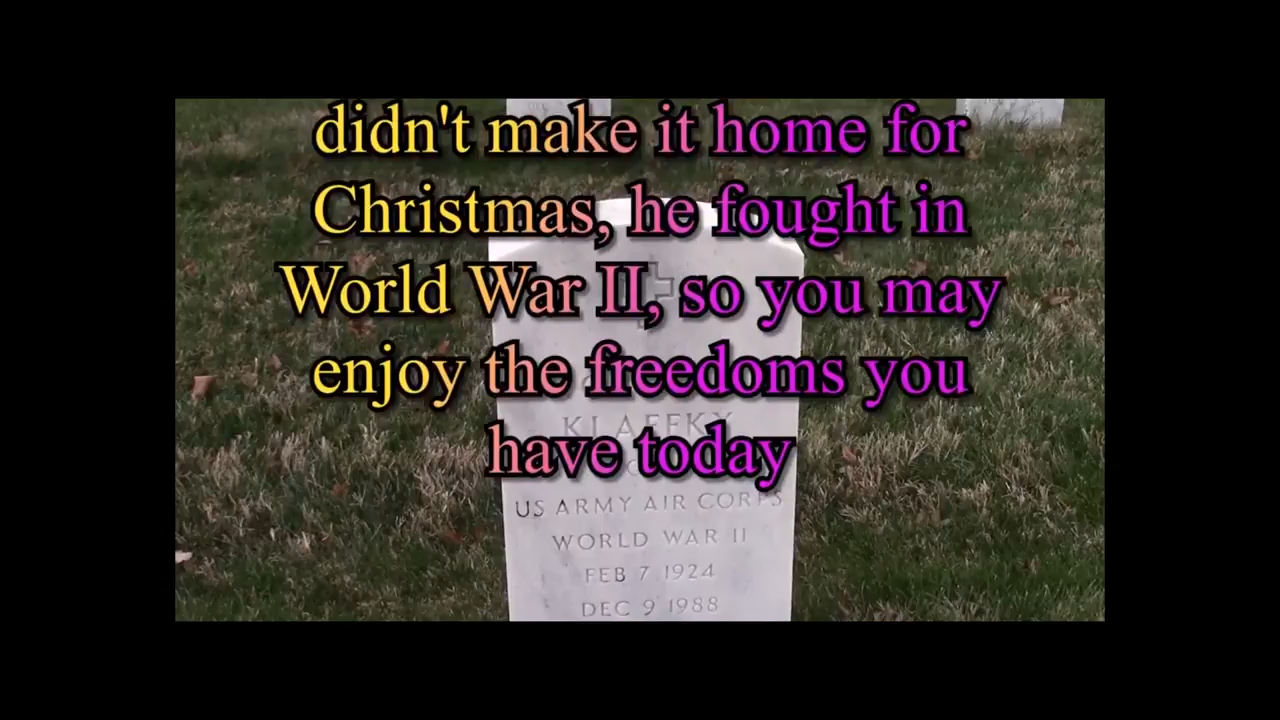 didn't make it home for
Christmas, he fought in
World War II, so you may
enjoy the freedoms you
have today
KLAFFKY
US ARMY AIR CORPS
WORLD WAR II
FEB 7 1924
DEC 9 1988